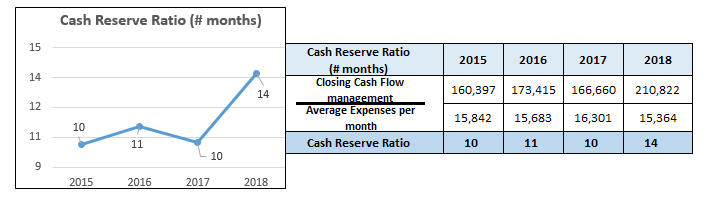 Cash Reserve Ratio (# months)
15
14
12
11
9
10
11
10
14
2015 2016 2017 2018
Cash Reserve Ratio
(# months)
2015 2016 2017 2018
Closing Cash Flow
management
160,397 173,415 166,660 210,822
Average Expenses per
month
15,842 15,683 16,301 15,364
Cash Reserve Ratio 10 11 10 14